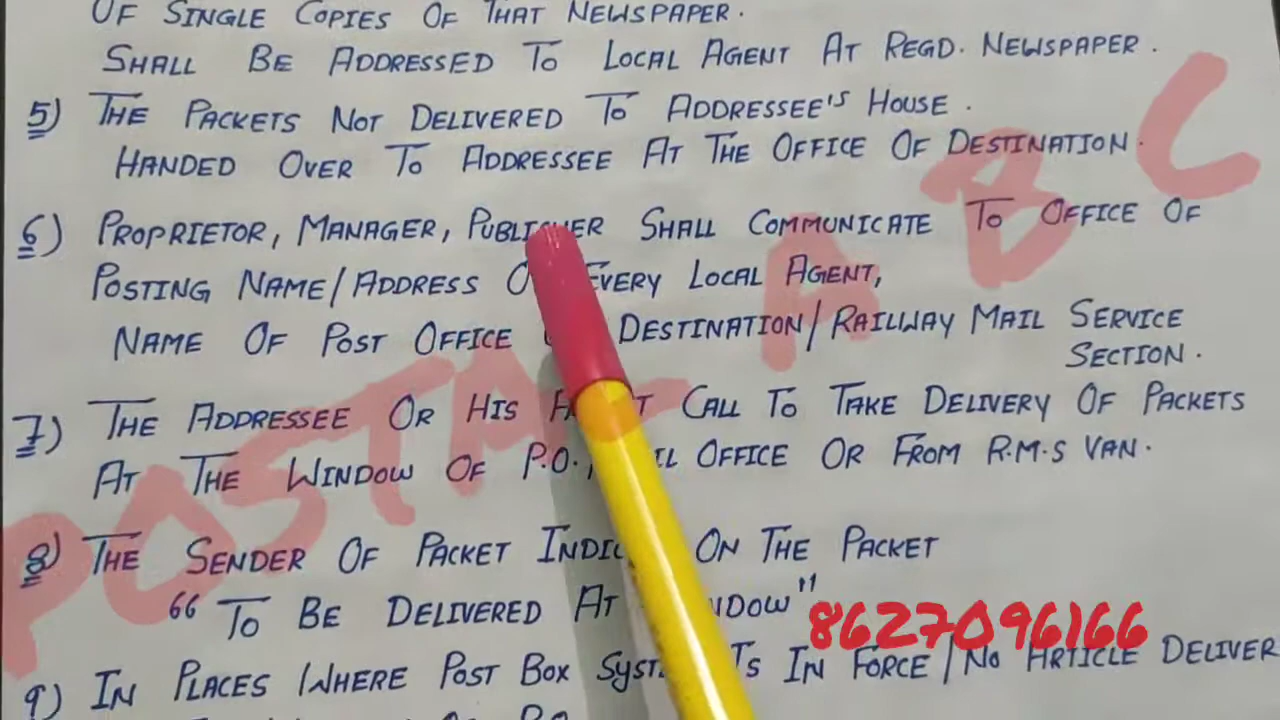 OF SINGLE COPIES OF THAT NEWSPAPER.
SHALL BE ADDRESSED TO LOCAL AGENT AT REGD. NEWSPAPER.
5) THE PACKETS NOT DELIVERED TO ADDRESSEE'S HOUSE.
HANDED OVER TO ADDRESSEE AT THE OFFICE OF DESTINATION.
6) PROPRIETOR, MANAGER, PUBLISHER SHALL COMMUNICATE TO OFFICE OF
POSTING NAME/ADDRESS EVERY LOCAL AGENT,
NAME OF POST OFFICE DESTINATION/RAILWAY MAIL SERVICE
SECTION.
7) THE ADDRESSEE OR HIS CALL TO TAKE DELIVERY OF PACKETS
AT THE WINDOW OF P.O., OFFICE OR FROM R.M.S VAN.
8) THE SENDER OF PACKET ON THE PACKET
"TO BE DELIVERED AT WINDOW"
8627096166
9) IN PLACES WHERE POST BOX IS IN FORCE/NO ARTICLE DELIVER
P.O.
POSTAL ABC